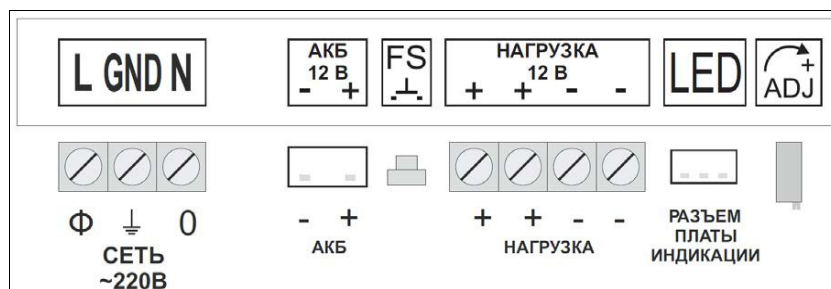 L GND N
АКБ
12 В
- +
FS
НАГРУЗКА
12 В
+ + - -
LED
+
ADJ
Ф 0
СЕТЬ
~220В
- +
АКБ
+ + - -
НАГРУЗКА
РАЗЪЕМ
ПЛАТЫ
ИНДИКАЦИИ